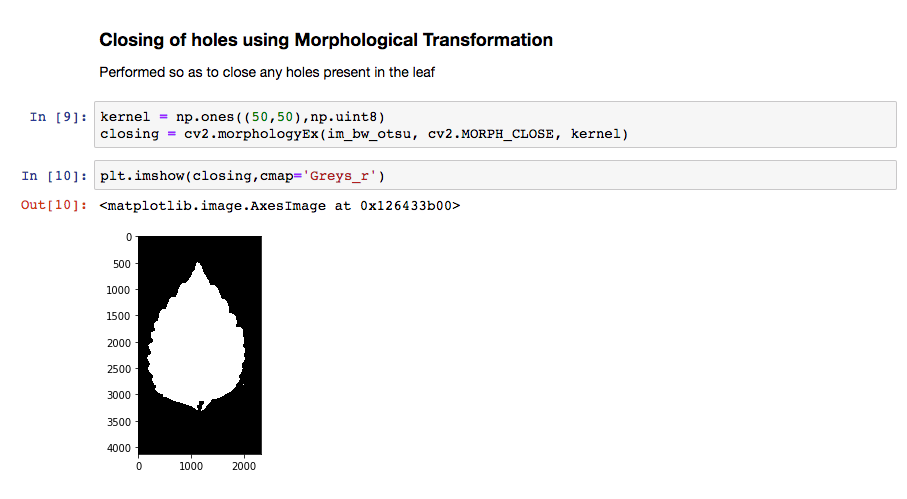 Closing of holes using Morphological Transformation
Performed so as to close any holes present in the leaf
In [9]: kernel = np.ones((50,50),np.uint8)
closing = cv2.morphologyEx(im_bw_otsu, cv2.MORPH_CLOSE, kernel)
In [10]: plt.imshow(closing,cmap='Greys_r')
Out[10]: <matplotlib.image.AxesImage at 0x126433b00>
0
500
1000
1500
2000
2500
3000
3500
4000
0 1000 2000